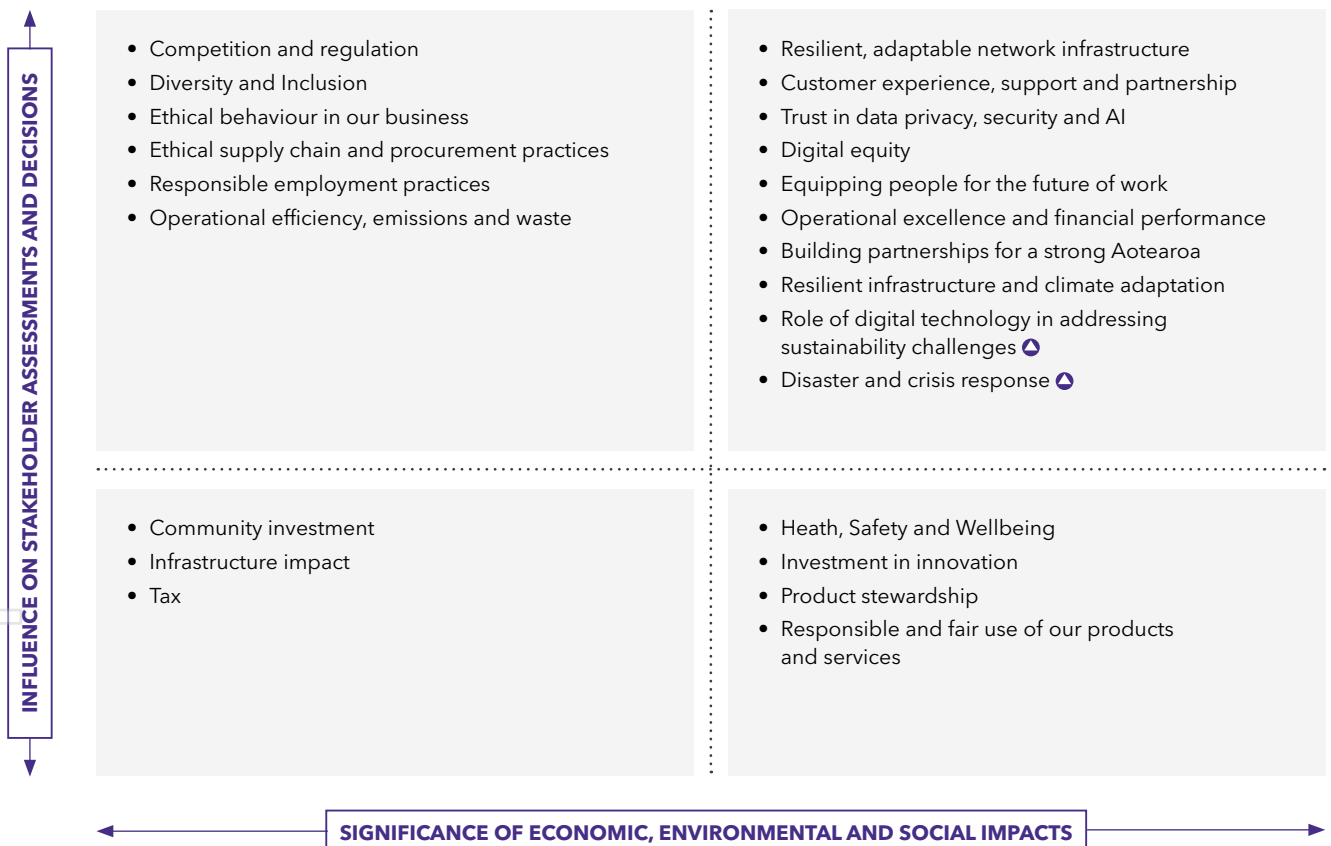 INFLUENCE ON STAKEHOLDER ASSESSMENTS AND DECISIONS
• Competition and regulation
• Diversity and Inclusion
• Ethical behaviour in our business
• Ethical supply chain and procurement practices
• Responsible employment practices
• Operational efficiency, emissions and waste
• Resilient, adaptable network infrastructure
• Customer experience, support and partnership
• Trust in data privacy, security and AI
• Digital equity
• Equipping people for the future of work
• Operational excellence and financial performance
• Building partnerships for a strong Aotearoa
• Resilient infrastructure and climate adaptation
• Role of digital technology in addressing
sustainability challenges
• Disaster and crisis response
• Community investment
• Infrastructure impact
• Tax
• Heath, Safety and Wellbeing
• Investment in innovation
• Product stewardship
• Responsible and fair use of our products
and services
SIGNIFICANCE OF ECONOMIC, ENVIRONMENTAL AND SOCIAL IMPACTS